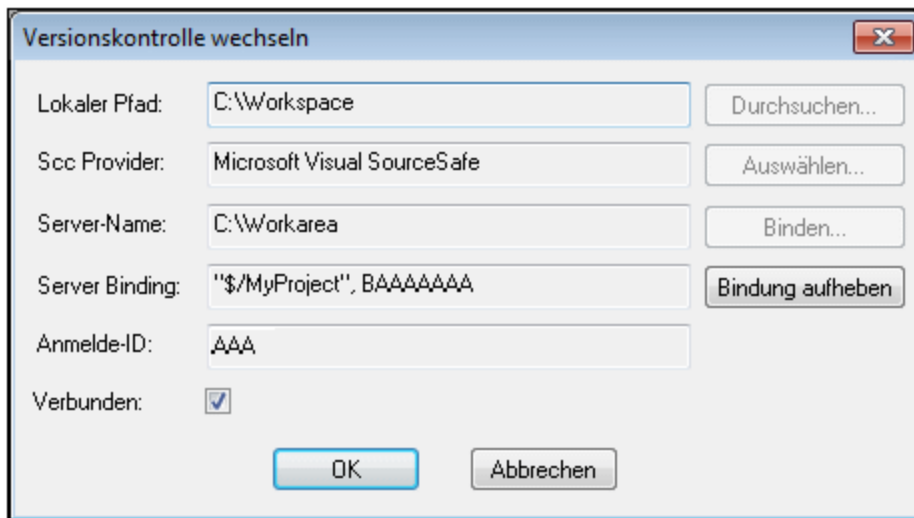 Versionskontrolle wechseln
Lokaler Pfad: C:\Workspace Durchsuchen...
Scc Provider: Microsoft Visual SourceSafe Auswählen...
Server-Name: C:\Workarea Binden...
Server Binding: "$/MyProject", BAAAAAAA Bindung aufheben
Anmelde-ID: AAA
Verbunden:
OK Abbrechen